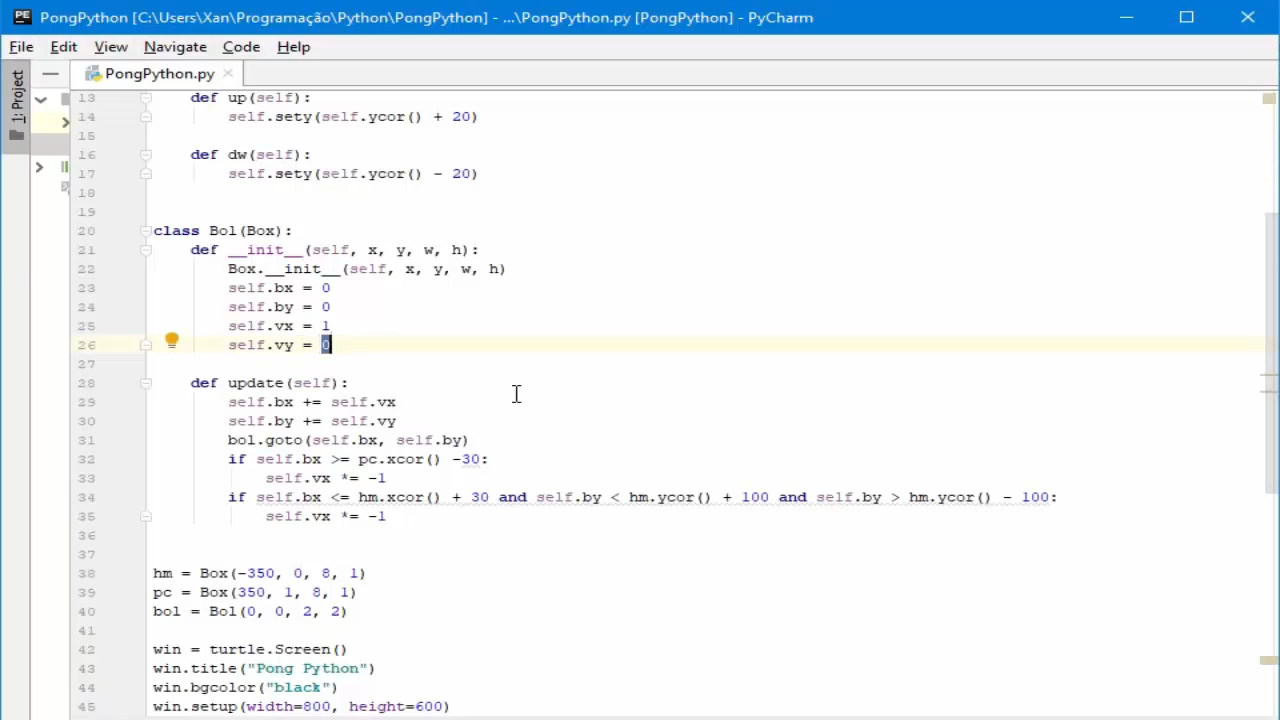 PongPython [C:\Users\Xan\Programação\Python\PongPython] - ...\PongPython.py [PongPython] - PyCharm
File Edit View Navigate Code Help
1: Project
PongPython.py
13 def up(self):
14 self.sety(self.ycor() + 20)
15
16 def dw(self):
17 self.sety(self.ycor() - 20)
18
19
20 class Bol(Box):
21 def __init__(self, x, y, w, h):
22 Box.__init__(self, x, y, w, h)
23 self.bx = 0
24 self.by = 0
25 self.vx = 1
26 self.vy = 0
27
28 def update(self):
29 self.bx += self.vx
30 self.by += self.vy
31 bol.goto(self.bx, self.by)
32 if self.bx >= pc.xcor() -30:
33 self.vx *= -1
34 if self.bx <= hm.xcor() + 30 and self.by < hm.ycor() + 100 and self.by > hm.ycor() - 100:
35 self.vx *= -1
36
37
38 hm = Box(-350, 0, 8, 1)
39 pc = Box(350, 1, 8, 1)
40 bol = Bol(0, 0, 2, 2)
41
42 win = turtle.Screen()
43 win.title("Pong Python")
44 win.bgcolor("black")
45 win.setup(width=800, height=600)